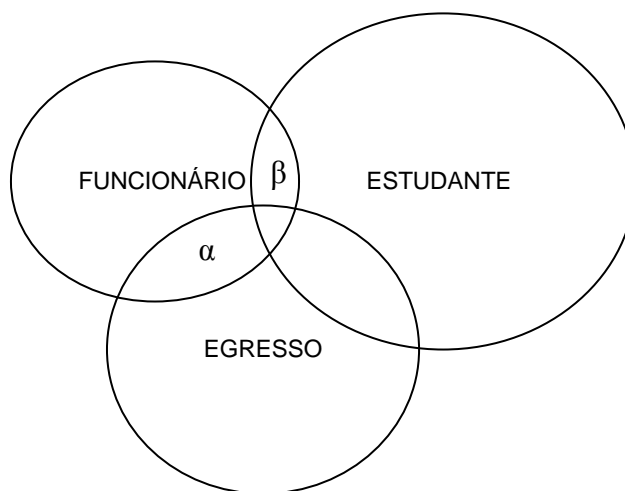 FUNCIONÁRIO β ESTUDANTE
α
EGRESSO